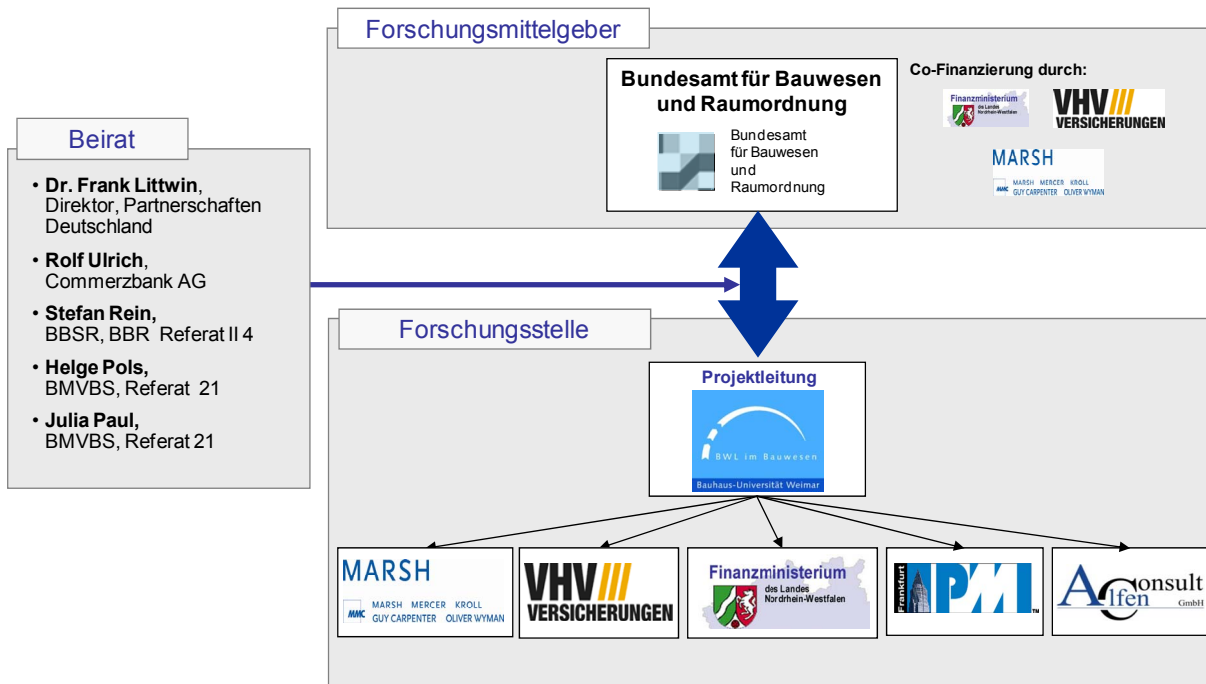 Forschungsmittelgeber
Bundesamt für Bauwesen
und Raumordnung
Bundesamt
für Bauwesen
und
Raumordnung
Co-Finanzierung durch:
Finanzministerium
des Landes
Nordrhein-Westfalen
VHV
VERSICHERUNGEN
MARSH
MMC MARSH MERCER KROLL
GUY CARPENTER OLIVER WYMAN
Beirat
• Dr. Frank Littwin,
Direktor, Partnerschaften
Deutschland
• Rolf Ulrich,
Commerzbank AG
• Stefan Rein,
BBSR, BBR Referat II 4
• Helge Pols,
BMVBS, Referat 21
• Julia Paul,
BMVBS, Referat 21
Forschungsstelle
Projektleitung
BWL im Bauwesen
Bauhaus-Universität Weimar
MARSH
MMC MARSH MERCER KROLL
GUY CARPENTER OLIVER WYMAN
VHV
VERSICHERUNGEN
Finanzministerium
des Landes
Nordrhein-Westfalen
Frankfurt
PMI
TM
Alfen Consult
GmbH